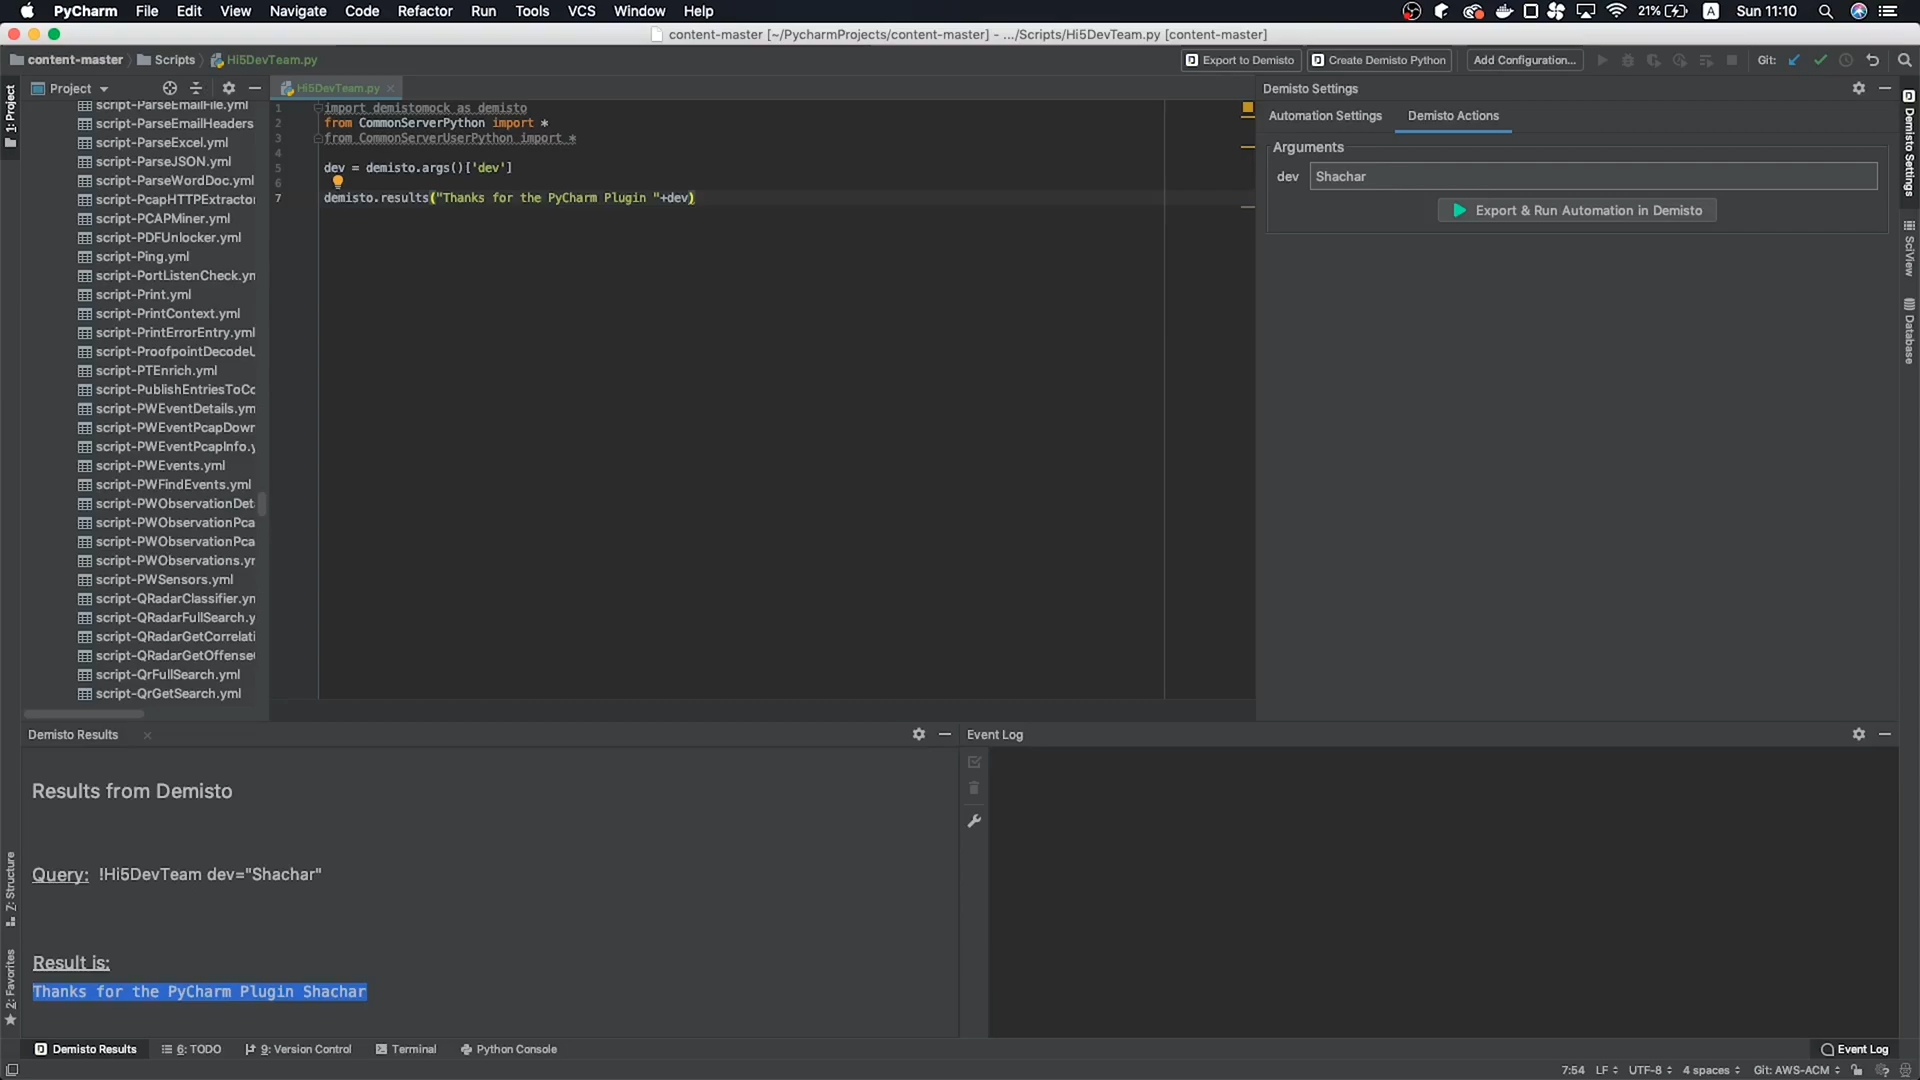 PyCharm File Edit View Navigate Code Refactor Run Tools VCS Window Help 21% A Sun 11:10
content-master [~/PycharmProjects/content-master] - .../Scripts/Hi5DevTeam.py [content-master]
content-master Scripts Hi5DevTeam.py Export to Demisto Create Demisto Python Add Configuration... Git:
Project Hi5DevTeam.py Demisto Settings
1: Project
Automation Settings Demisto Actions
Demisto Settings
Arguments
dev Shachar
Export & Run Automation in Demisto
SciView
Database
1 import demistomock as demisto
2 from CommonServerPython import *
3 from CommonServerUserPython import *
4
5 dev = demisto.args()['dev']
6
7 demisto.results("Thanks for the PyCharm Plugin "+dev)
script-ParseEmailFile.yml
script-ParseEmailHeaders
script-ParseExcel.yml
script-ParseJSON.yml
script-ParseWordDoc.yml
script-PcapHTTPExtractor
script-PCAPMiner.yml
script-PDFUnlocker.yml
script-Ping.yml
script-PortListenCheck.ym
script-Print.yml
script-PrintContext.yml
script-PrintErrorEntry.yml
script-ProofpointDecodeU
script-PTEnrich.yml
script-PublishEntriesToCo
script-PWEventDetails.ym
script-PWEventPcapDown
script-PWEventPcapInfo.y
script-PWEvents.yml
script-PWFindEvents.yml
script-PWObservationDet
script-PWObservationPca
script-PWObservationPca
script-PWObservations.ym
script-PWSensors.yml
script-QRadarClassifier.ym
script-QRadarFullSearch.y
script-QRadarGetCorrelati
script-QRadarGetOffense
script-QrFullSearch.yml
script-QrGetSearch.yml
Demisto Results Event Log
Results from Demisto
Query: !Hi5DevTeam dev="Shachar"
Result is:
Thanks for the PyCharm Plugin Shachar
7: Structure
2: Favorites
Demisto Results 6: TODO 9: Version Control Terminal Python Console Event Log
7:54 LF UTF-8 4 spaces Git: AWS-ACM